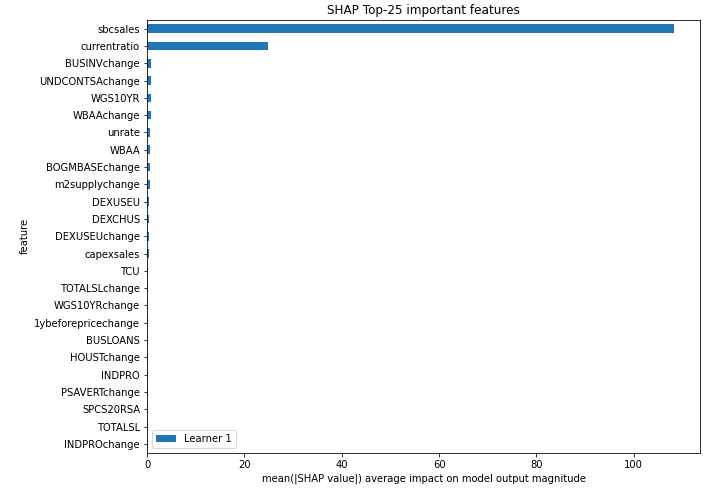 SHAP Top-25 important features
sbcsales
currentratio
BUSINVchange
UNDCONTSAchange
WGS10YR
WBAAchange
unrate
WBAA
BOGMBASEchange
m2supplychange
DEXUSEU
DEXCHUS
DEXUSEUchange
capexsales
TCU
TOTALSLchange
WGS10YRchange
1ybeforepricechange
BUSLOANS
HOUSTchange
INDPRO
PSAVERTchange
SPCS20RSA
TOTALSL
INDPROchange
feature
Learner 1
0 20 40 60 80 100
mean(|SHAP value|) average impact on model output magnitude